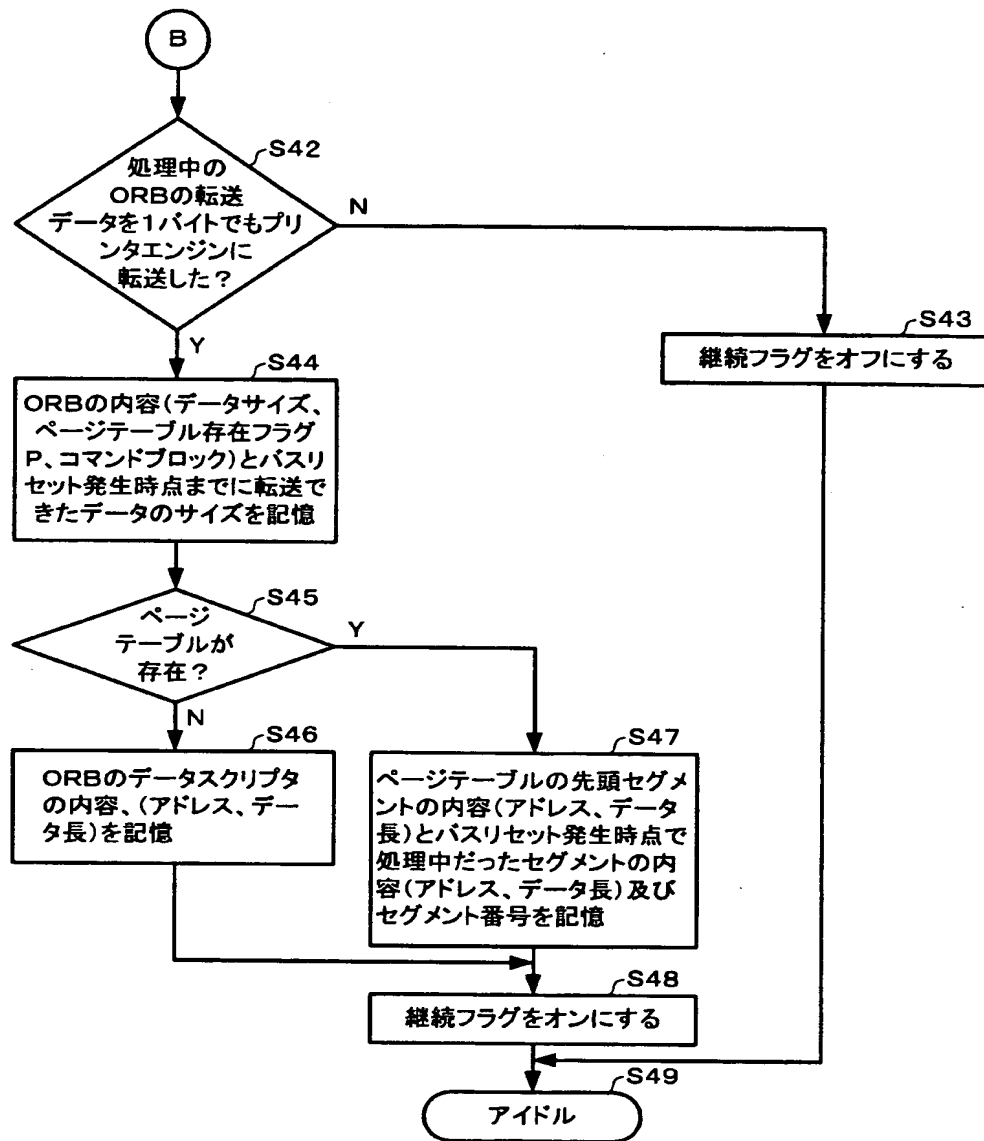 B
S42
処理中の
ORBの転送
データを1バイトでもプリ
ンタエンジンに
転送した?
N
Y
S43
継続フラグをオフにする
S44
ORBの内容(データサイズ、
ページテーブル存在フラグ
P、コマンドブロック)とバスリ
セット発生時点までに転送で
きたデータのサイズを記憶
S45
ページ
テーブルが
存在?
Y
N
S46
ORBのデータスクリプタ
の内容、(アドレス、デー
タ長)を記憶
S47
ページテーブルの先頭セグメ
ントの内容(アドレス、データ
長)とバスリセット発生時点で
処理中だったセグメントの内
容(アドレス、データ長)及び
セグメント番号を記憶
S48
継続フラグをオンにする
S49
アイドル